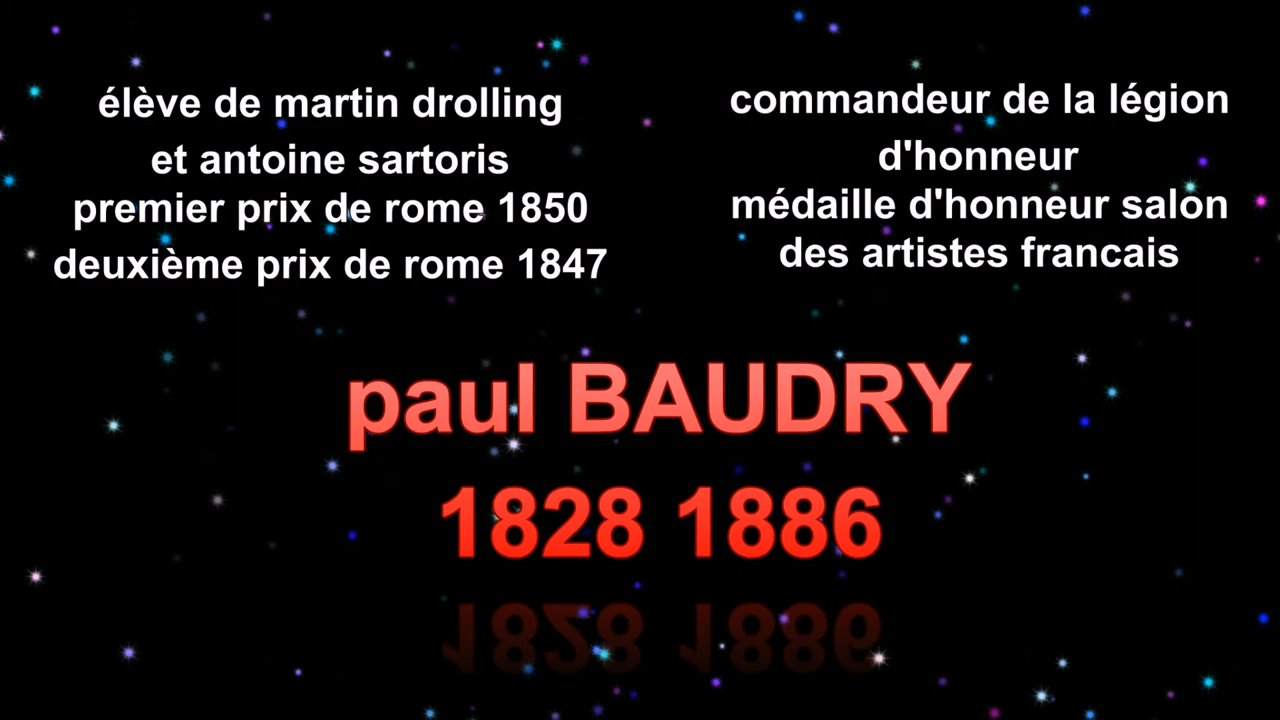 élève de martin drolling
et antoine sartoris
premier prix de rome 1850
deuxième prix de rome 1847
commandeur de la légion
d'honneur
médaille d'honneur salon
des artistes francais
paul BAUDRY
1828 1886